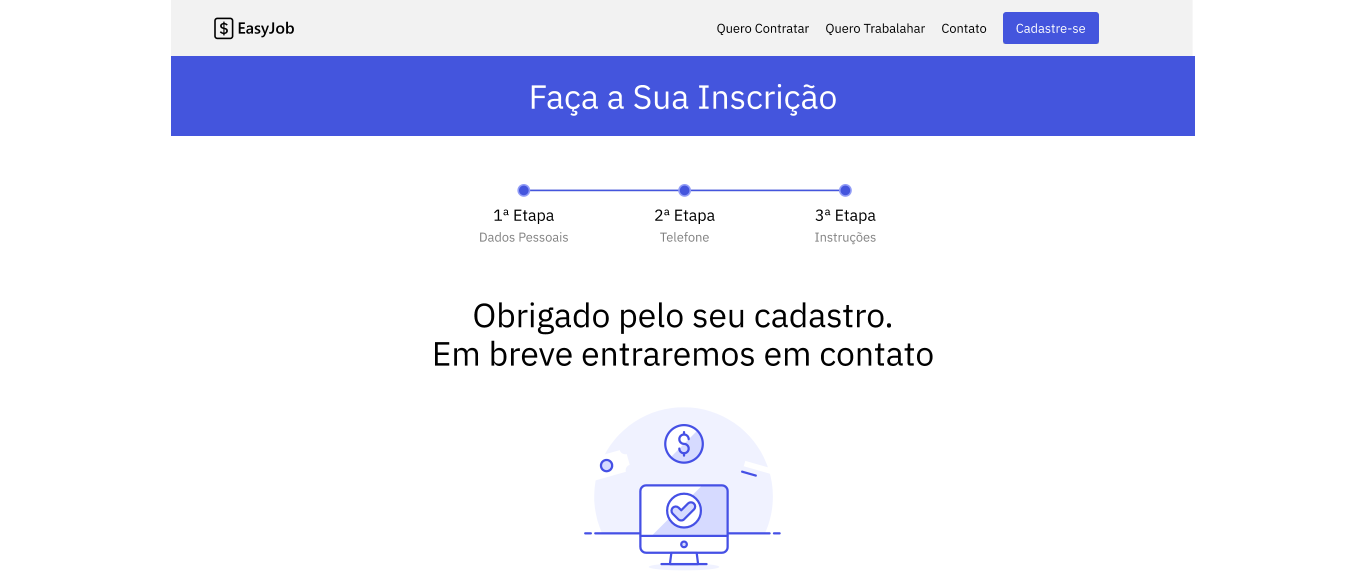 $ EasyJob
Quero Contratar Quero Trabalahar Contato Cadastre-se
Faça a Sua Inscrição
1ª Etapa 2ª Etapa 3ª Etapa
Dados Pessoais Telefone Instruções
Obrigado pelo seu cadastro.
Em breve entraremos em contato
$